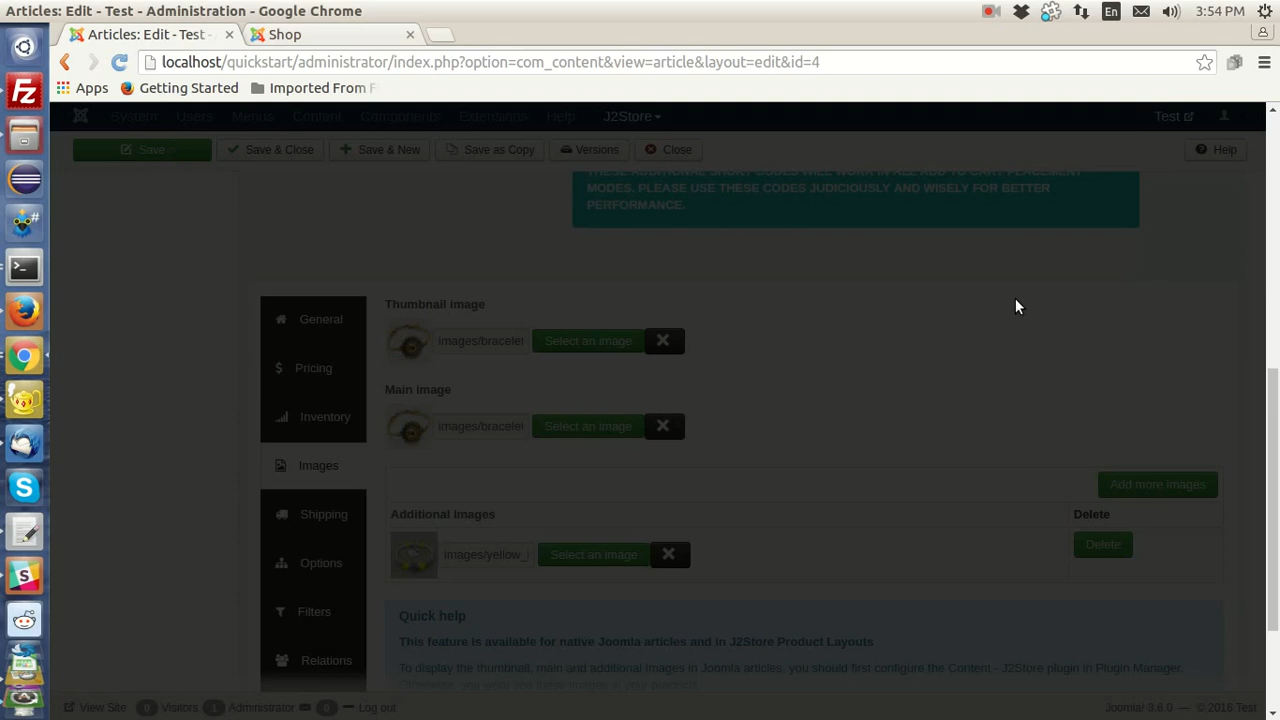 Articles: Edit - Test - Administration - Google Chrome
En
3:54 PM
Articles: Edit - Test -
Shop
localhost/quickstart/administrator/index.php?option=com_content&view=article&layout=edit&id=4
Apps
Getting Started
Imported From F
System
Users
Menus
Content
Components
Extensions
Help
J2Store
Test
Save
Save & Close
Save & New
Save as Copy
Versions
Close
Help
THESE ADDITIONAL SHORT CODES WILL WORK IN ALL ADD TO CART PLACEMENT
MODES. PLEASE USE THESE CODES JUDICIOUSLY AND WISELY FOR BETTER
PERFORMANCE.
General
Pricing
Inventory
Images
Shipping
Options
Filters
Relations
Thumbnail image
images/bracelet
Select an image
Main image
images/bracelet
Select an image
Add more images
Additional Images
Delete
images/yellow_
Select an image
Delete
Quick help
This feature is available for native Joomla articles and in J2Store Product Layouts
To display the thumbnail, main and additional images in Joomla articles, you should first configure the Content - J2Store plugin in Plugin Manager.
View Site
0 Visitors
1 Administrator
0
Log out
Joomla! 3.6.0 — © 2016 Test